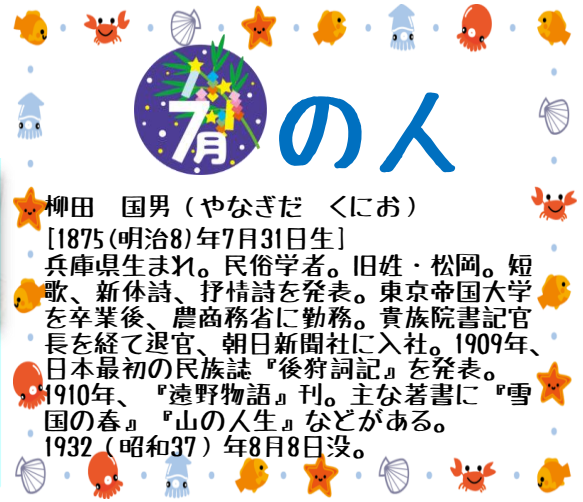 7月の人
柳田　国男（やなぎだ　くにお）
[1875(明治8)年7月31日生]
兵庫県生まれ。民俗学者。旧姓・松岡。短
歌、新体詩、抒情詩を発表。東京帝国大学
を卒業後、農商務省に勤務。貴族院書記官
長を経て退官、朝日新聞社に入社。1909年、
日本最初の民族誌『後狩詞記』を発表。
1910年、『遠野物語』刊。主な著書に『雪
国の春』『山の人生』などがある。
1932（昭和37）年8月8日没。